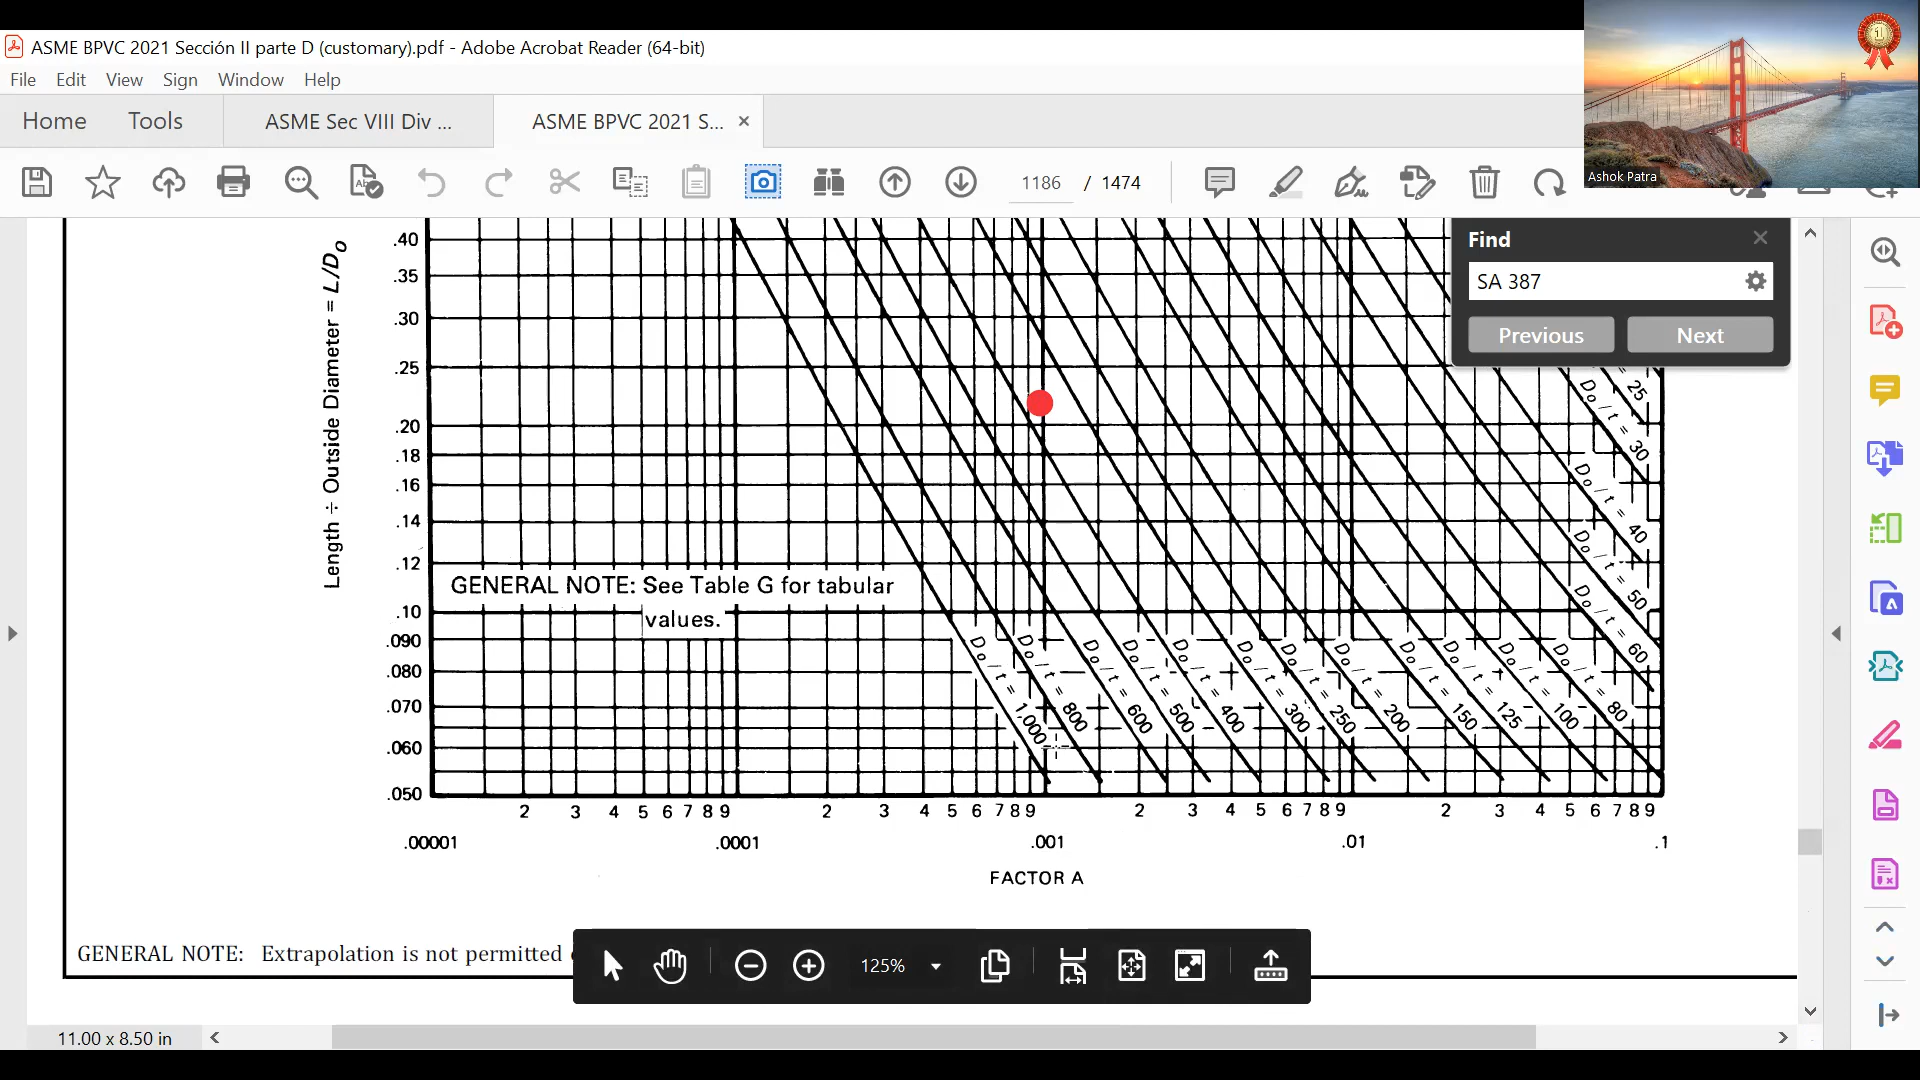 ASME BPVC 2021 Sección II parte D (customary).pdf - Adobe Acrobat Reader (64-bit)
File Edit View Sign Window Help
Home Tools ASME Sec VIII Div ... ASME BPVC 2021 S... ×
1186 / 1474
Ashok Patra
Find
SA 387
Previous Next
Length ÷ Outside Diameter = L/Do
.40
.35
.30
.25
.20
.18
.16
.14
.12
.10
.090
.080
.070
.060
.050
GENERAL NOTE: See Table G for tabular
values.
Do/t = 1,000
Do/t = 800
Do/t = 600
Do/t = 500
Do/t = 400
Do/t = 300
Do/t = 250
Do/t = 200
Do/t = 150
Do/t = 125
Do/t = 100
Do/t = 80
Do/t = 60
Do/t = 50
Do/t = 40
Do/t = 30
= 25
2 3 4 5 6 7 8 9 2 3 4 5 6 7 8 9 2 3 4 5 6 7 8 9 2 3 4 5 6 7 8 9
.00001 .0001 .001 .01 .1
FACTOR A
GENERAL NOTE: Extrapolation is not permitted
125%
11.00 x 8.50 in